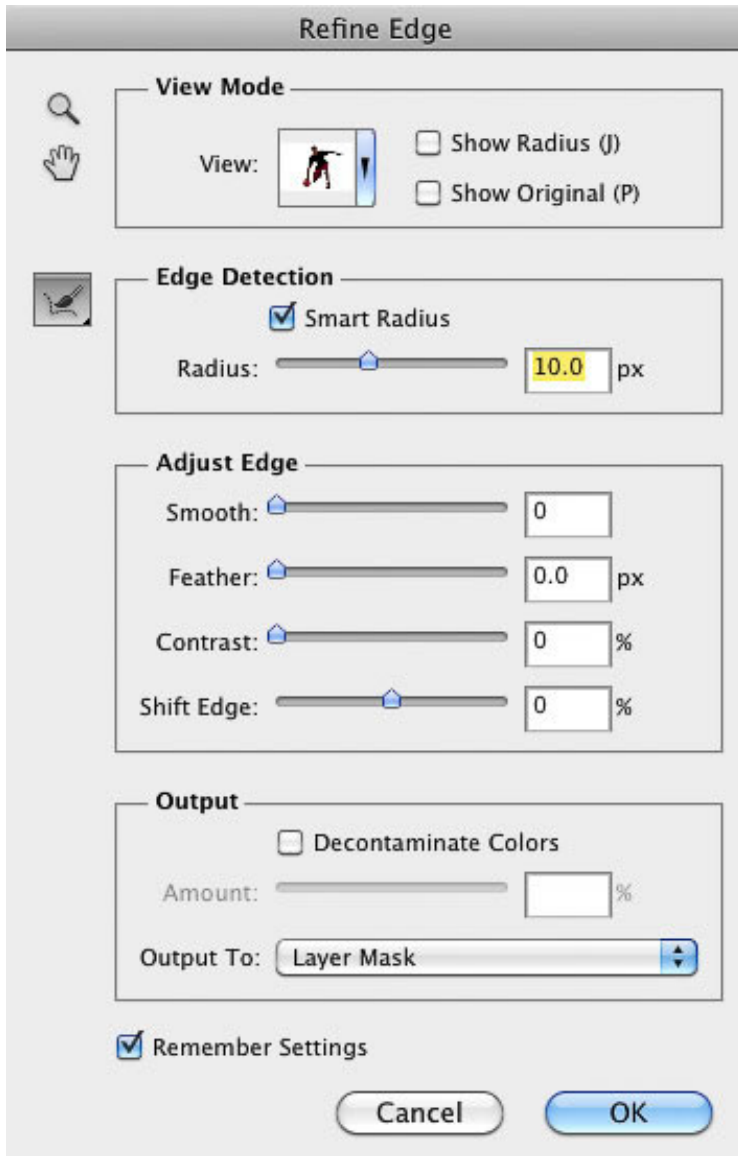 Refine Edge
View Mode
View:
Show Radius (J)
Show Original (P)
Edge Detection
Smart Radius
Radius: 10.0 px
Adjust Edge
Smooth: 0
Feather: 0.0 px
Contrast: 0 %
Shift Edge: 0 %
Output
Decontaminate Colors
Amount: %
Output To: Layer Mask
Remember Settings
Cancel OK